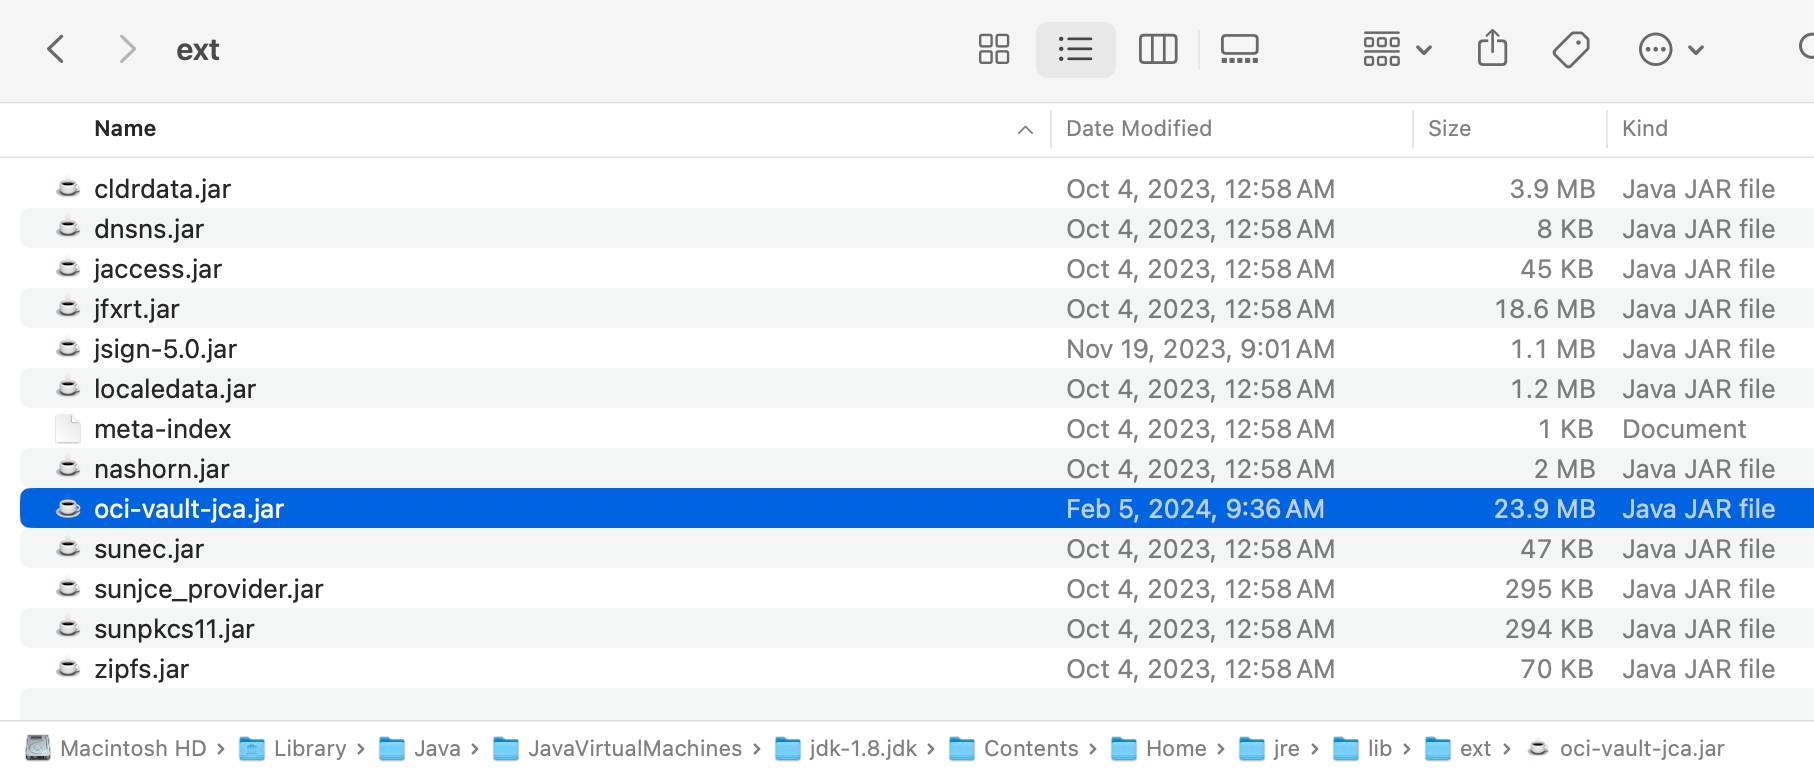 ext
Name Date Modified Size Kind
cldrdata.jar Oct 4, 2023, 12:58 AM 3.9 MB Java JAR file
dnsns.jar Oct 4, 2023, 12:58 AM 8 KB Java JAR file
jaccess.jar Oct 4, 2023, 12:58 AM 45 KB Java JAR file
jfxrt.jar Oct 4, 2023, 12:58 AM 18.6 MB Java JAR file
jsign-5.0.jar Nov 19, 2023, 9:01 AM 1.1 MB Java JAR file
localedata.jar Oct 4, 2023, 12:58 AM 1.2 MB Java JAR file
meta-index Oct 4, 2023, 12:58 AM 1 KB Document
nashorn.jar Oct 4, 2023, 12:58 AM 2 MB Java JAR file
oci-vault-jca.jar Feb 5, 2024, 9:36 AM 23.9 MB Java JAR file
sunec.jar Oct 4, 2023, 12:58 AM 47 KB Java JAR file
sunjce_provider.jar Oct 4, 2023, 12:58 AM 295 KB Java JAR file
sunpkcs11.jar Oct 4, 2023, 12:58 AM 294 KB Java JAR file
zipfs.jar Oct 4, 2023, 12:58 AM 70 KB Java JAR file
Macintosh HD › Library › Java › JavaVirtualMachines › jdk-1.8.jdk › Contents › Home › jre › lib › ext › oci-vault-jca.jar